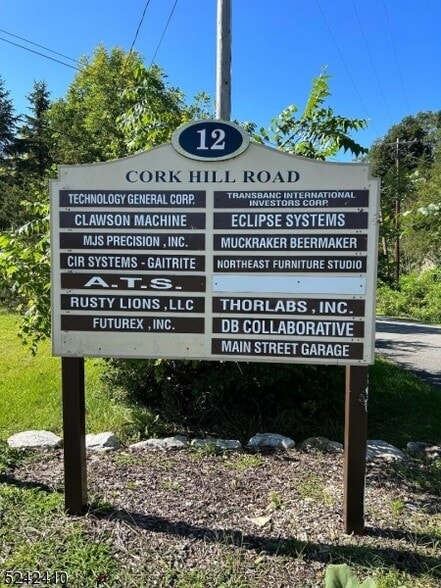 12
CORK HILL ROAD
TECHNOLOGY GENERAL CORP.
CLAWSON MACHINE
MJS PRECISION , INC.
CIR SYSTEMS - GAITRITE
A.T.S.
RUSTY LIONS , LLC
FUTUREX , INC.
TRANSBANC INTERNATIONAL
INVESTORS CORP.
ECLIPSE SYSTEMS
MUCKRAKER BEERMAKER
NORTHEAST FURNITURE STUDIO
THORLABS , INC.
DB COLLABORATIVE
MAIN STREET GARAGE
5242410